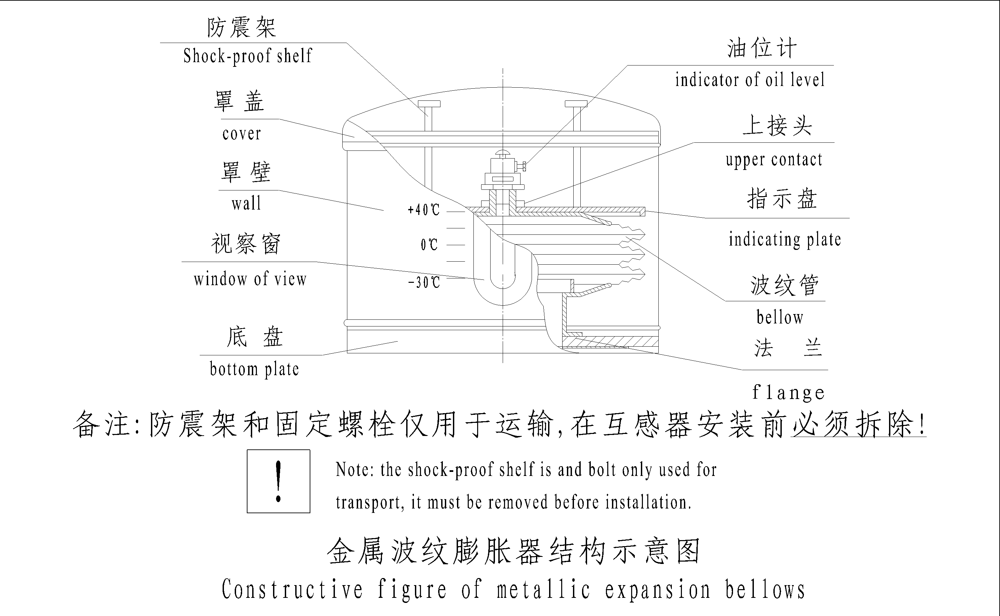 防震架
Shock-proof shelf
罩盖
cover
罩壁
wall
视察窗
window of view
底盘
bottom plate
+40℃
0℃
-30℃
油位计
indicator of oil level
上接头
upper contact
指示盘
indicating plate
波纹管
bellow
法兰
flange
备注:防震架和固定螺栓仅用于运输,在互感器安装前必须拆除!
!
Note: the shock-proof shelf is and bolt only used for
transport, it must be removed before installation.
金属波纹膨胀器结构示意图
Constructive figure of metallic expansion bellows